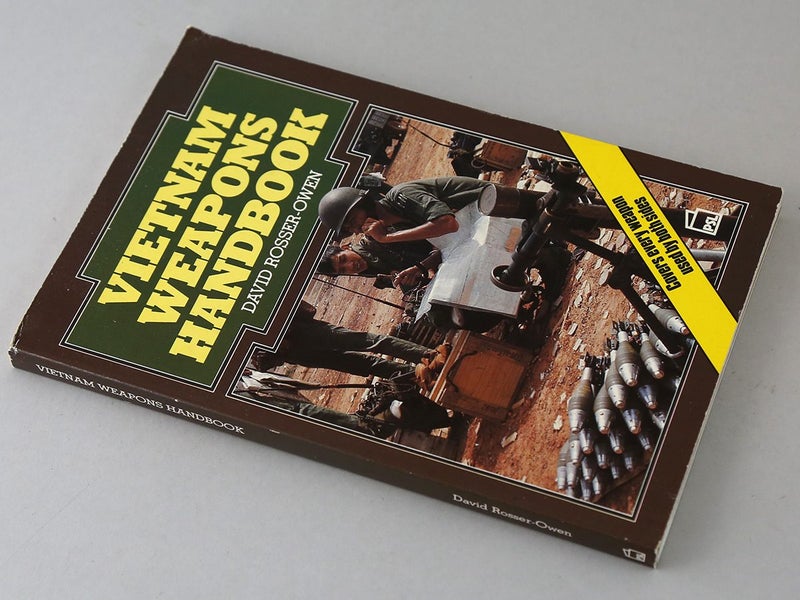 VIETNAM
WEAPONS
HANDBOOK
DAVID ROSSER-OWEN
Covers every weapon
used by both sides
PSL
VIETNAM WEAPONS HANDBOOK
David Rosser-Owen